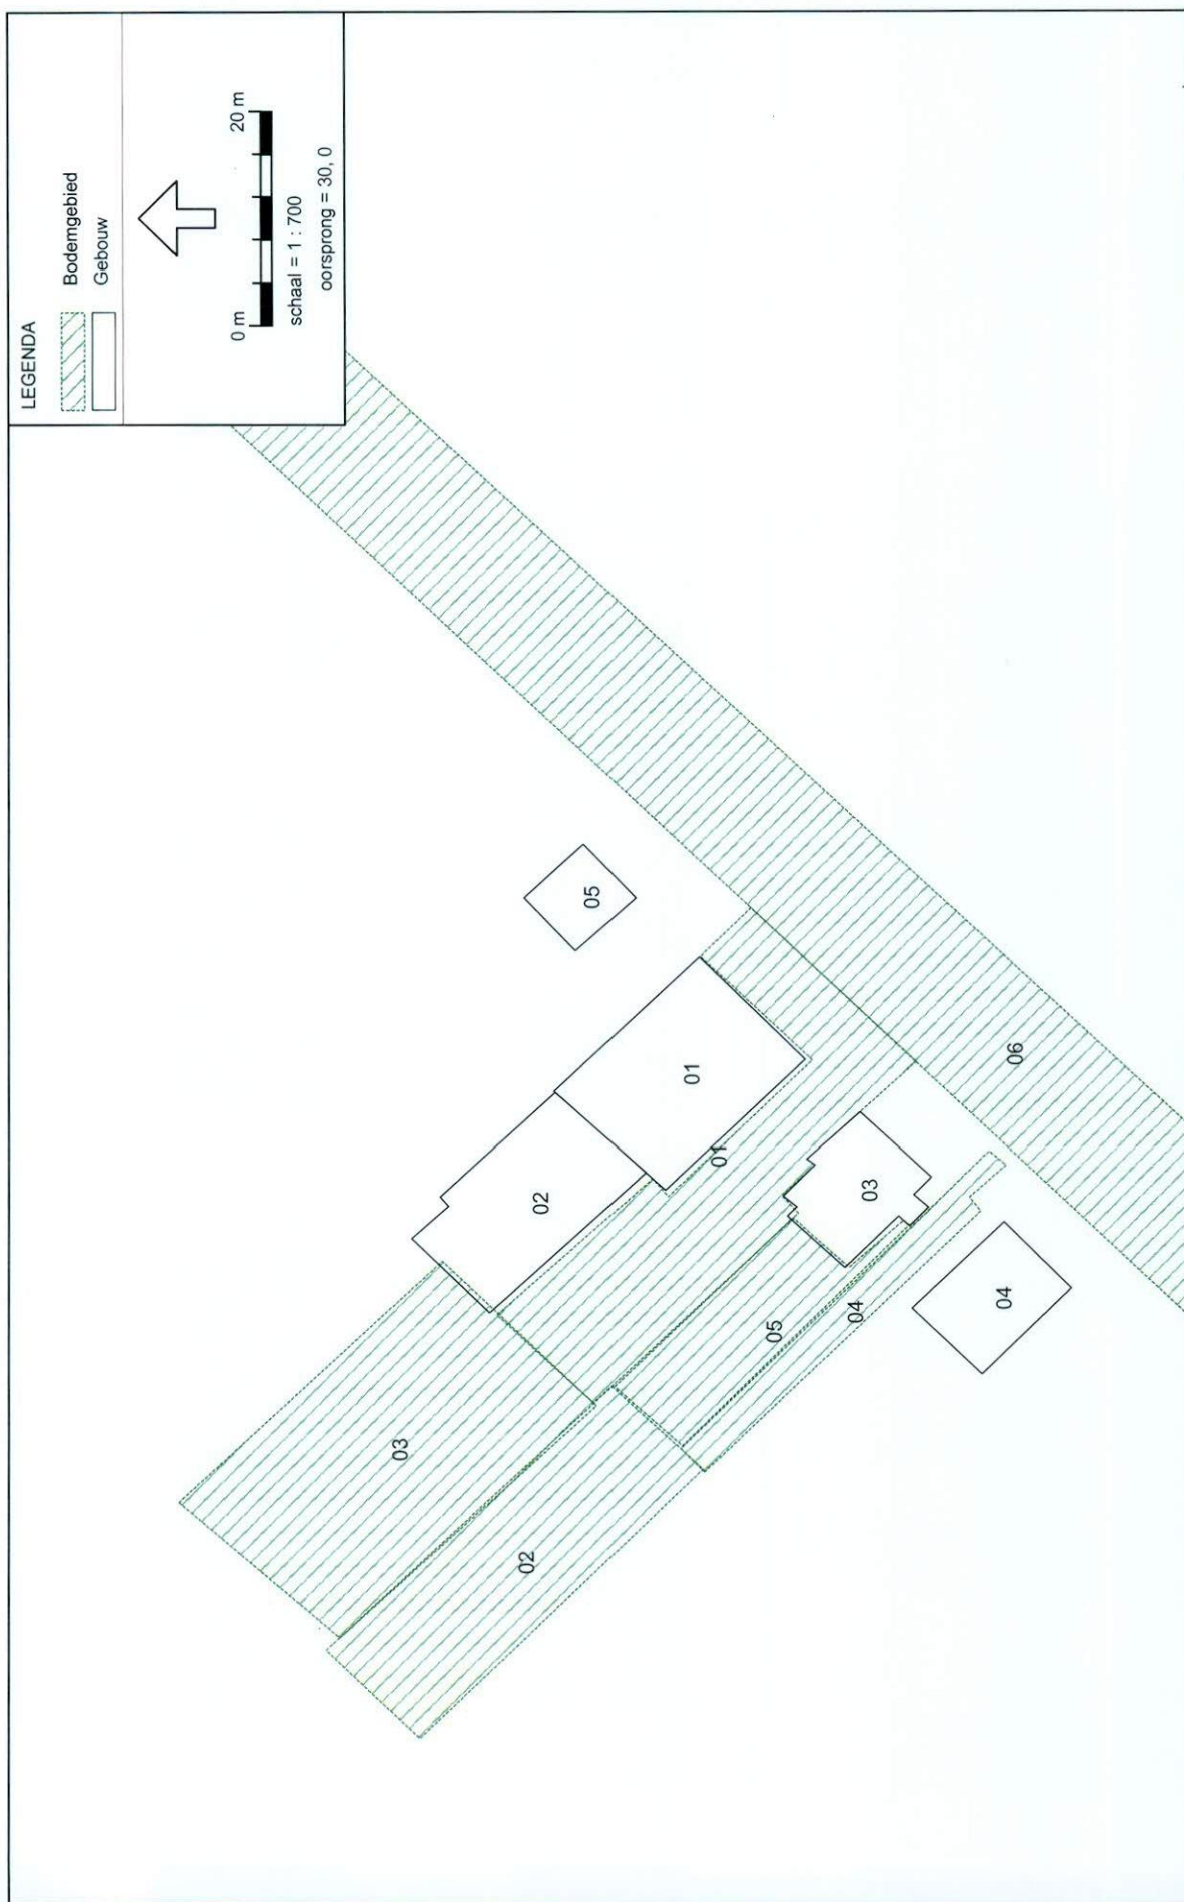 LEGENDA
Bodemgebied
Gebouw
0 m 20 m
schaal = 1 : 700
oorsprong = 30, 0
03
02
02
05
01
01
05
04
03
04
06